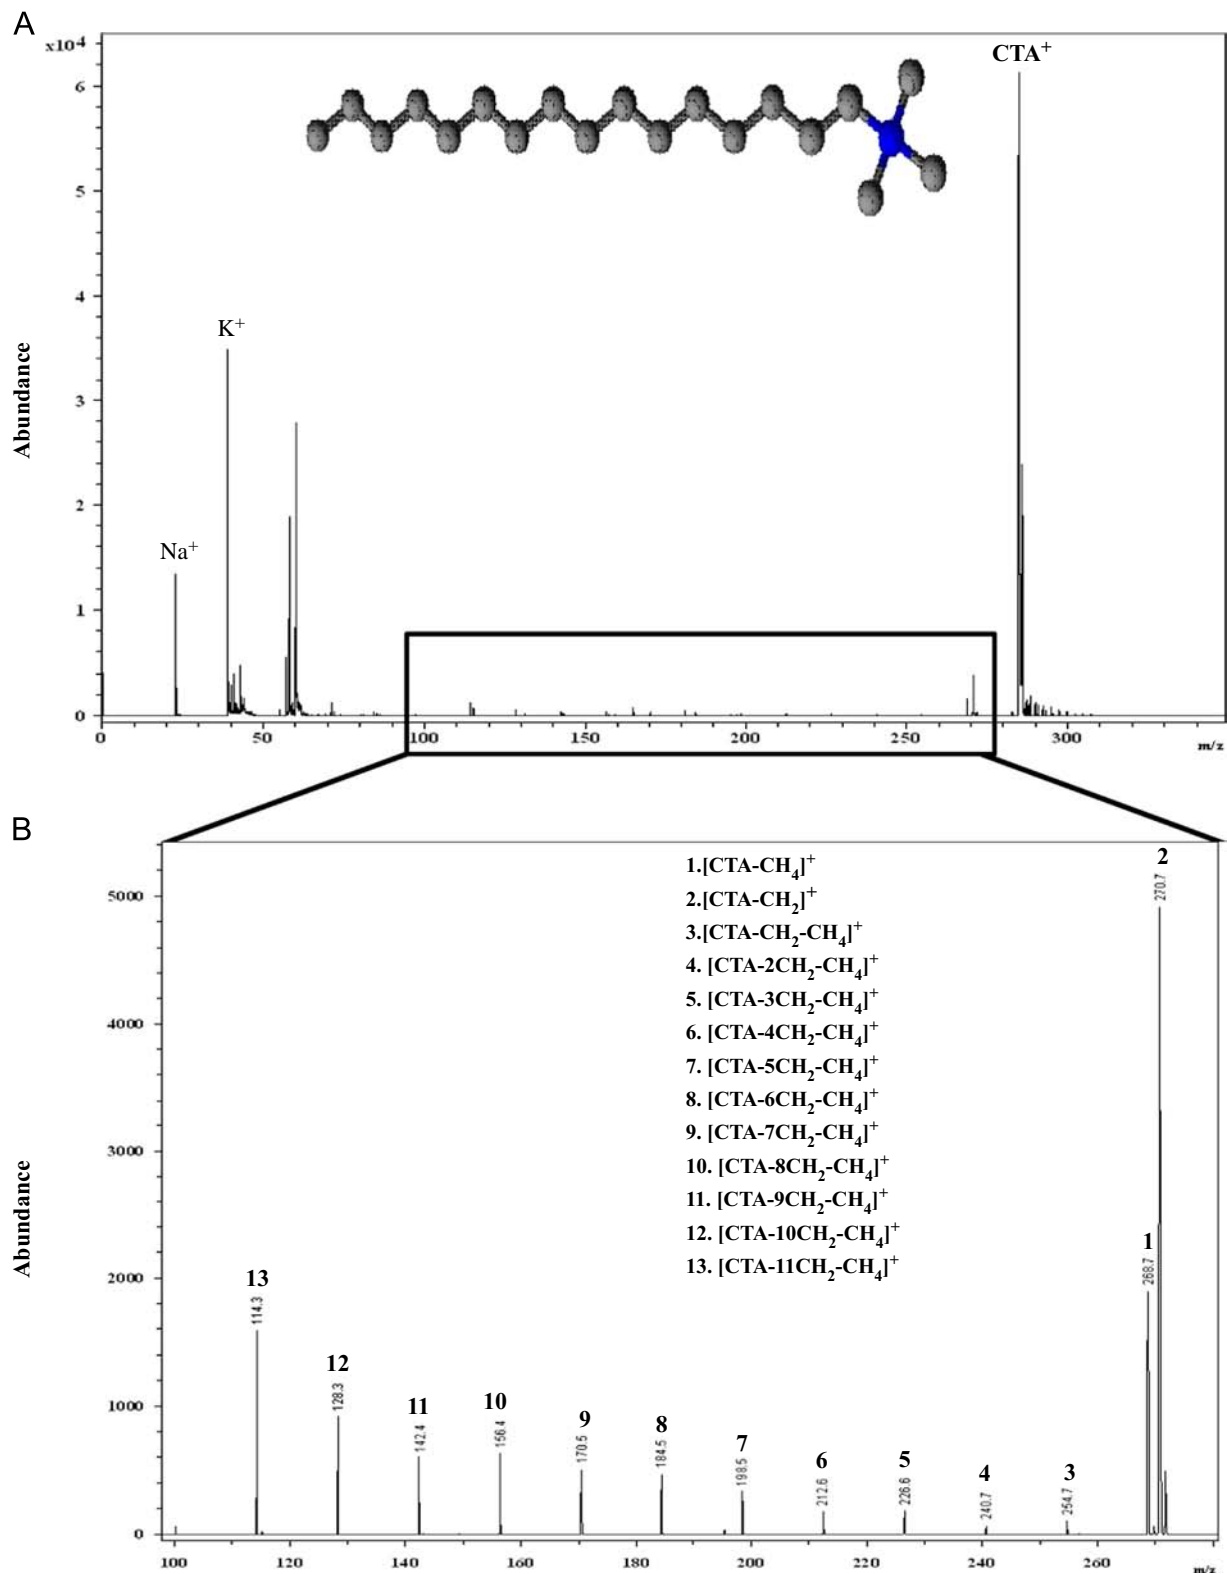 A
x10⁴
CTA⁺
6
5
4
K⁺
3
2
Na⁺
1
0
0 50 100 150 200 250 300 m/z
Abundance
B
1.[CTA-CH₄]⁺
2.[CTA-CH₂]⁺
3.[CTA-CH₂-CH₄]⁺
4. [CTA-2CH₂-CH₄]⁺
5. [CTA-3CH₂-CH₄]⁺
6. [CTA-4CH₂-CH₄]⁺
7. [CTA-5CH₂-CH₄]⁺
8. [CTA-6CH₂-CH₄]⁺
9. [CTA-7CH₂-CH₄]⁺
10. [CTA-8CH₂-CH₄]⁺
11. [CTA-9CH₂-CH₄]⁺
12. [CTA-10CH₂-CH₄]⁺
13. [CTA-11CH₂-CH₄]⁺
5000
4000
3000
2000
1000
0
Abundance
13
114.3
12
128.3
11
142.4
10
156.4
9
170.5
8
184.5
7
198.5
6
212.6
5
226.6
4
240.7
3
254.7
1
268.7
2
270.7
100 120 140 160 180 200 220 240 260 m/z